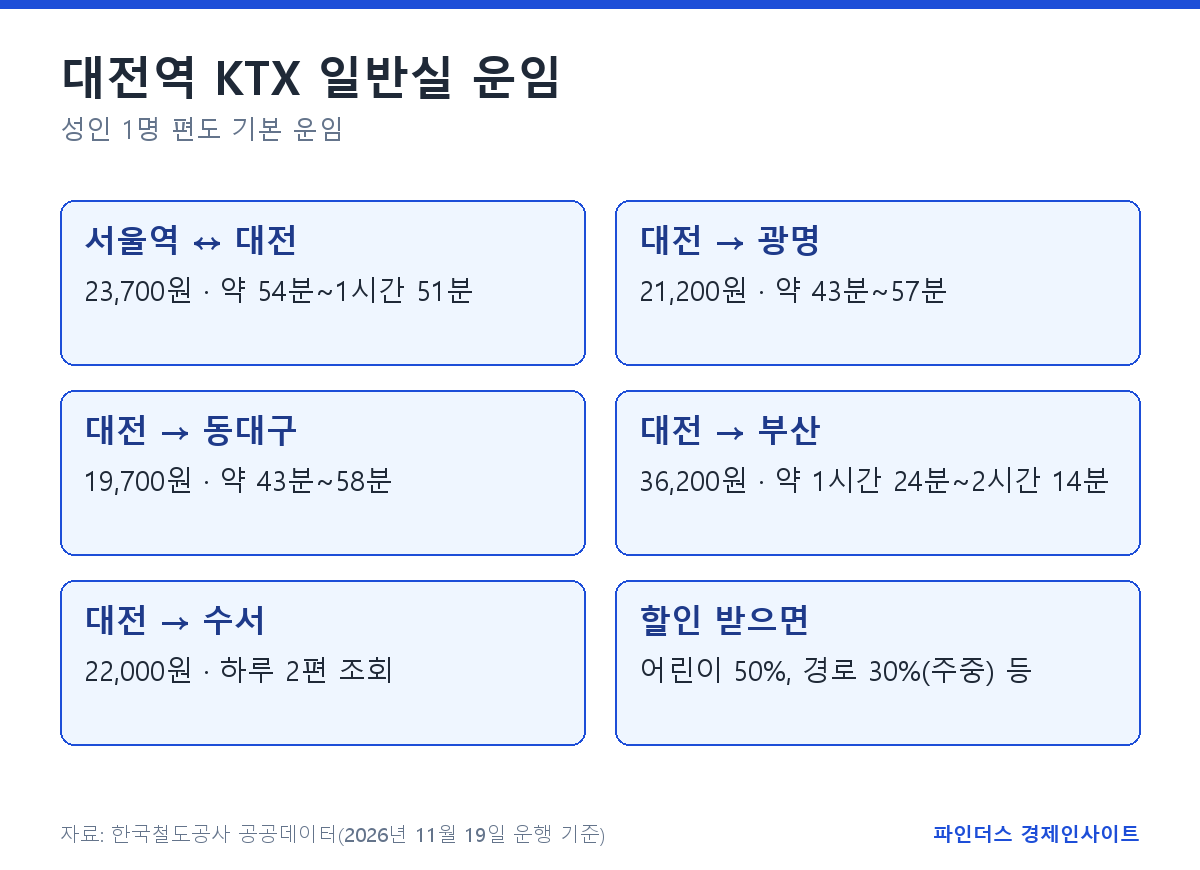 대전역 KTX 일반실 운임
성인 1명 편도 기본 운임
서울역 ↔ 대전
23,700원 · 약 54분~1시간 51분
대전 → 광명
21,200원 · 약 43분~57분
대전 → 동대구
19,700원 · 약 43분~58분
대전 → 부산
36,200원 · 약 1시간 24분~2시간 14분
대전 → 수서
22,000원 · 하루 2편 조회
할인 받으면
어린이 50%, 경로 30%(주중) 등
자료: 한국철도공사 공공데이터(2026년 11월 19일 운행 기준)
파인더스 경제인사이트